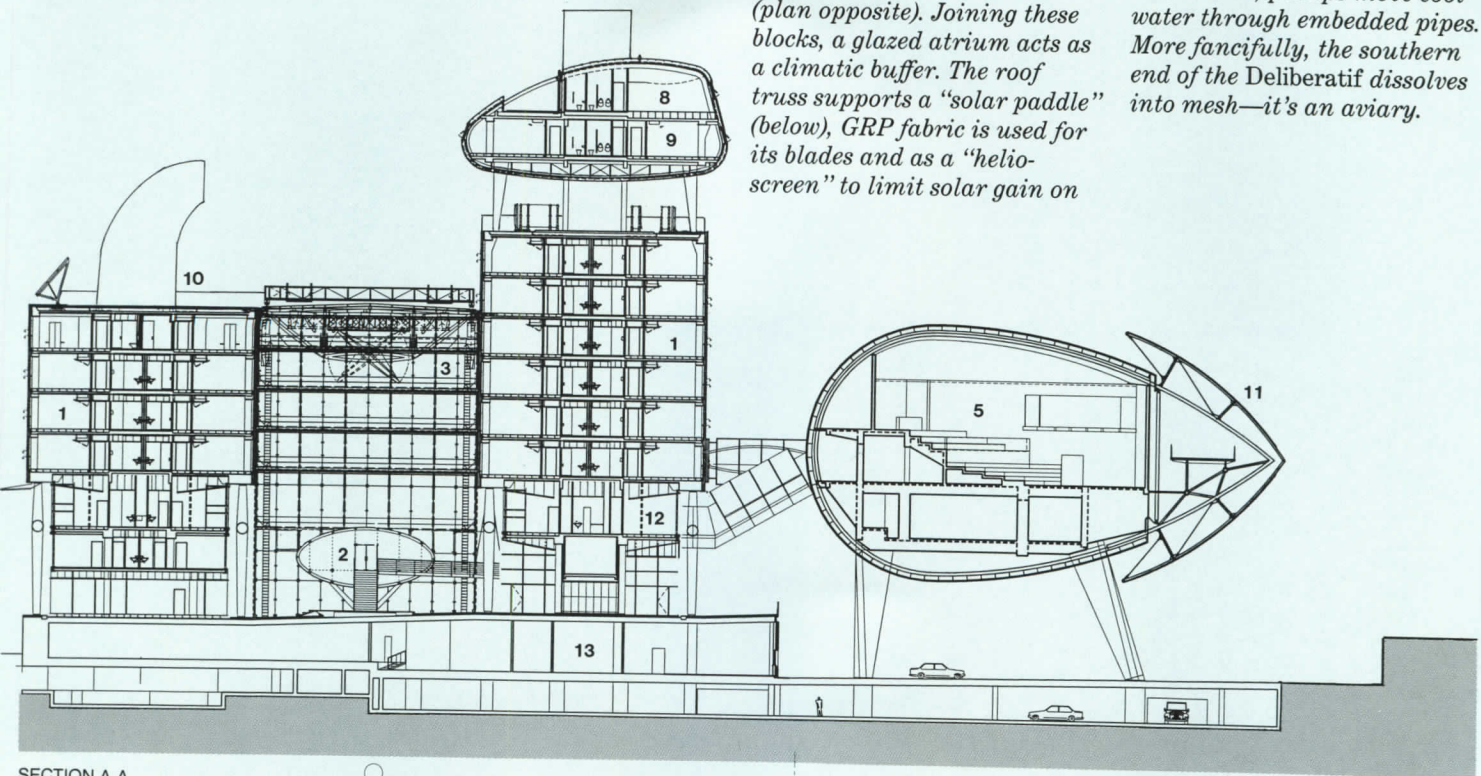 (plan opposite). Joining these
blocks, a glazed atrium acts as
a climatic buffer. The roof
truss supports a “solar paddle”
(below), GRP fabric is used for
its blades and as a “helio-
screen” to limit solar gain on
water through embedded pipes.
More fancifully, the southern
end of the Deliberatif dissolves
into mesh—it's an aviary.
8
9
10
1
3
1
11
5
12
2
13
SECTION A-A